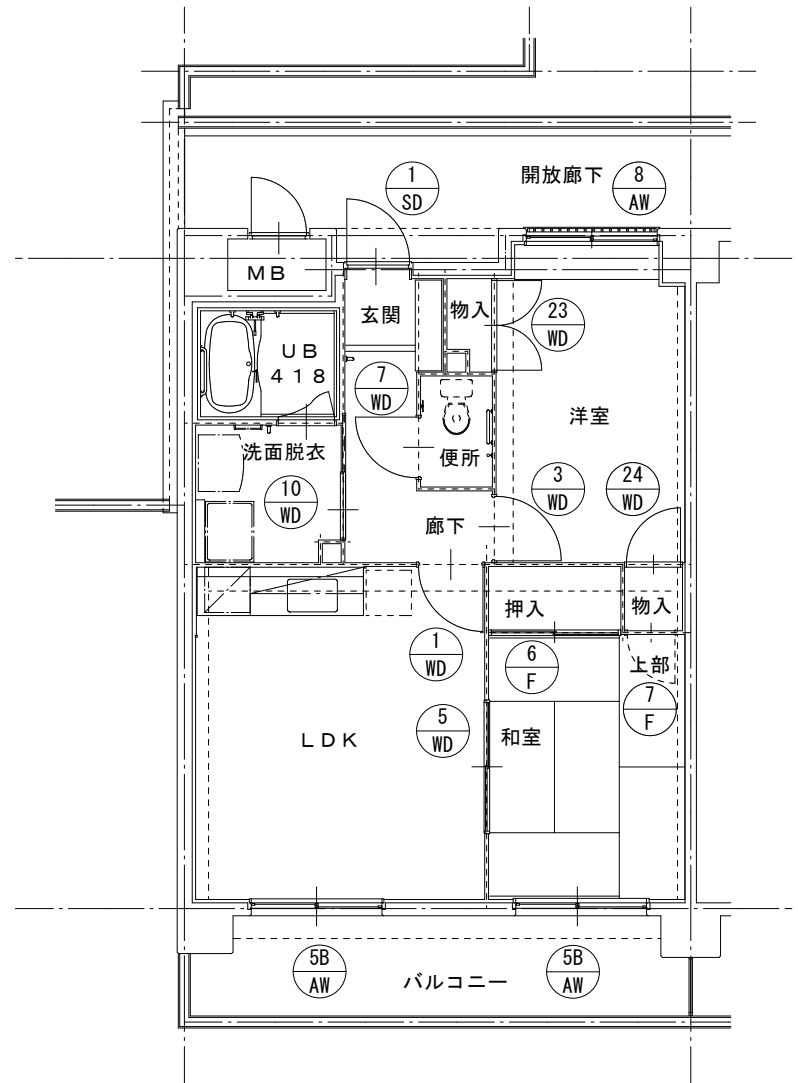 1
SD
開放廊下
8
AW
MB
玄関
物入
23
WD
UB
418
7
WD
洋室
洗面脱衣
便所
10
WD
3
WD
24
WD
廊下
押入
物入
1
WD
6
F
上部
7
F
5
WD
LDK
和室
5B
AW
バルコニー
5B
AW